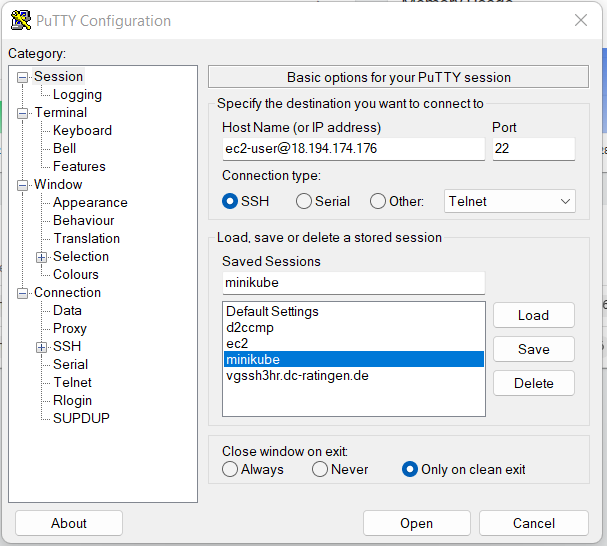 PuTTY Configuration
Category:
Session
Logging
Terminal
Keyboard
Bell
Features
Window
Appearance
Behaviour
Translation
Selection
Colours
Connection
Data
Proxy
SSH
Serial
Telnet
Rlogin
SUPDUP
Basic options for your PuTTY session
Specify the destination you want to connect to
Host Name (or IP address) Port
ec2-user@18.194.174.176 22
Connection type:
SSH Serial Other: Telnet
Load, save or delete a stored session
Saved Sessions
minikube
Default Settings
d2ccmp
ec2
minikube
vgssh3hr.dc-ratingen.de
Load
Save
Delete
Close window on exit:
Always Never Only on clean exit
About Open Cancel